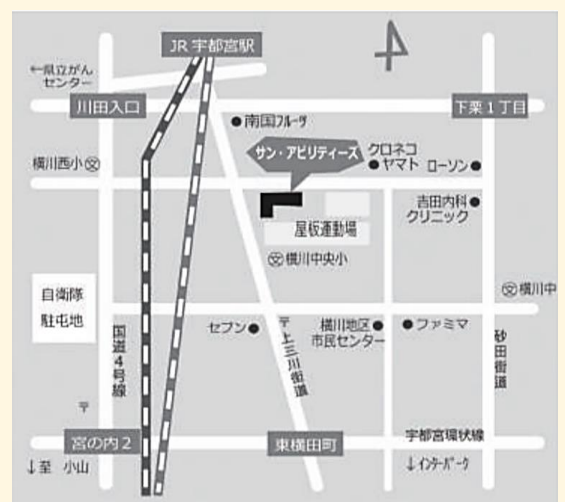 JR 宇都宮駅
←県立がん
センター
川田入口
下栗1丁目
南国フルーツ
サン・アビリティーズ
クロネコ
ヤマト
ローソン
横川西小
吉田内科
クリニック
屋板運動場
横川中央小
横川中
自衛隊
駐屯地
国道4号線
セブン
〒
上三川街道
横川地区
市民センター
ファミマ
砂田街道
〒
宮の内2
東横田町
宇都宮環状線
↓至 小山
↓インターパーク